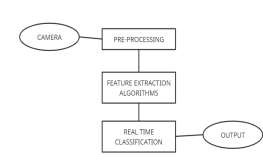 CAMERA
PRE-PROCESSING
FEATURE EXTRACTION
ALGORITHMS
REAL TIME
CLASSIFICATION
OUTPUT